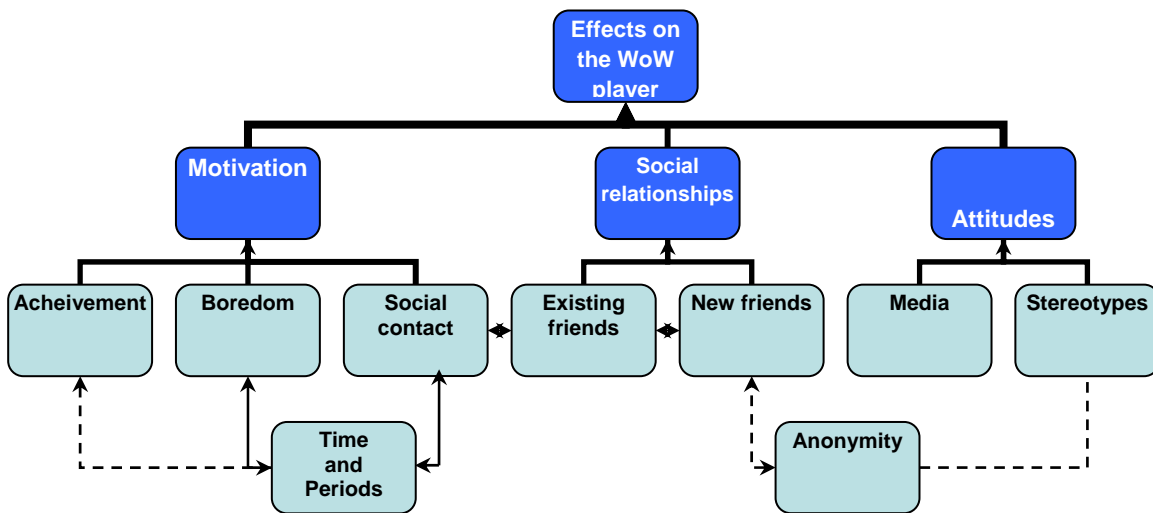 Effects on
the WoW
player
Motivation
Social
relationships
Attitudes
Acheivement
Boredom
Social
contact
Existing
friends
New friends
Media
Stereotypes
Time
and
Periods
Anonymity